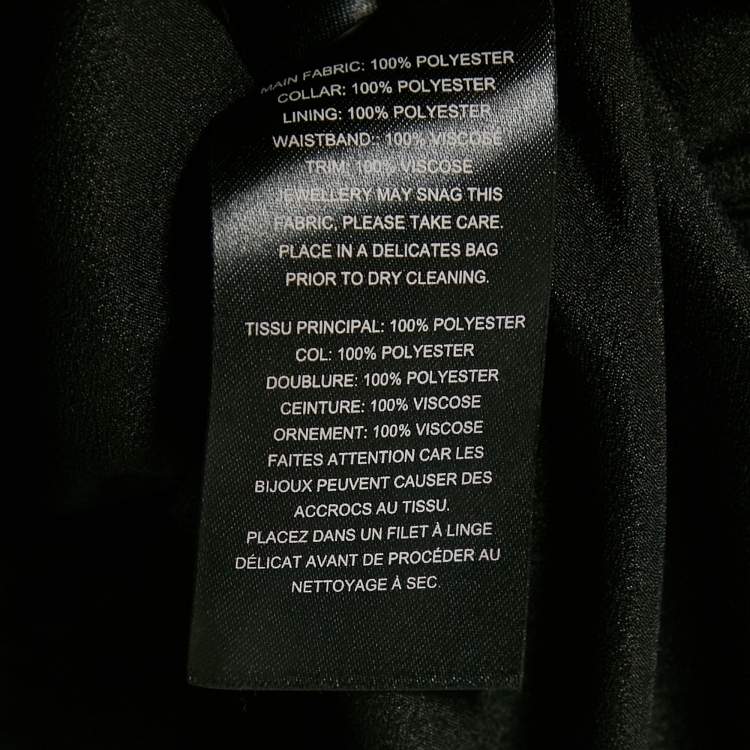 MAIN FABRIC: 100% POLYESTER
COLLAR: 100% POLYESTER
LINING: 100% POLYESTER
WAISTBAND: 100% VISCOSE
TRIM: 100% VISCOSE
JEWELLERY MAY SNAG THIS
FABRIC, PLEASE TAKE CARE.
PLACE IN A DELICATES BAG
PRIOR TO DRY CLEANING.
TISSU PRINCIPAL: 100% POLYESTER
COL: 100% POLYESTER
DOUBLURE: 100% POLYESTER
CEINTURE: 100% VISCOSE
ORNEMENT: 100% VISCOSE
FAITES ATTENTION CAR LES
BIJOUX PEUVENT CAUSER DES
ACCROCS AU TISSU.
PLACEZ DANS UN FILET À LINGE
DÉLICAT AVANT DE PROCÉDER AU
NETTOYAGE À SEC.